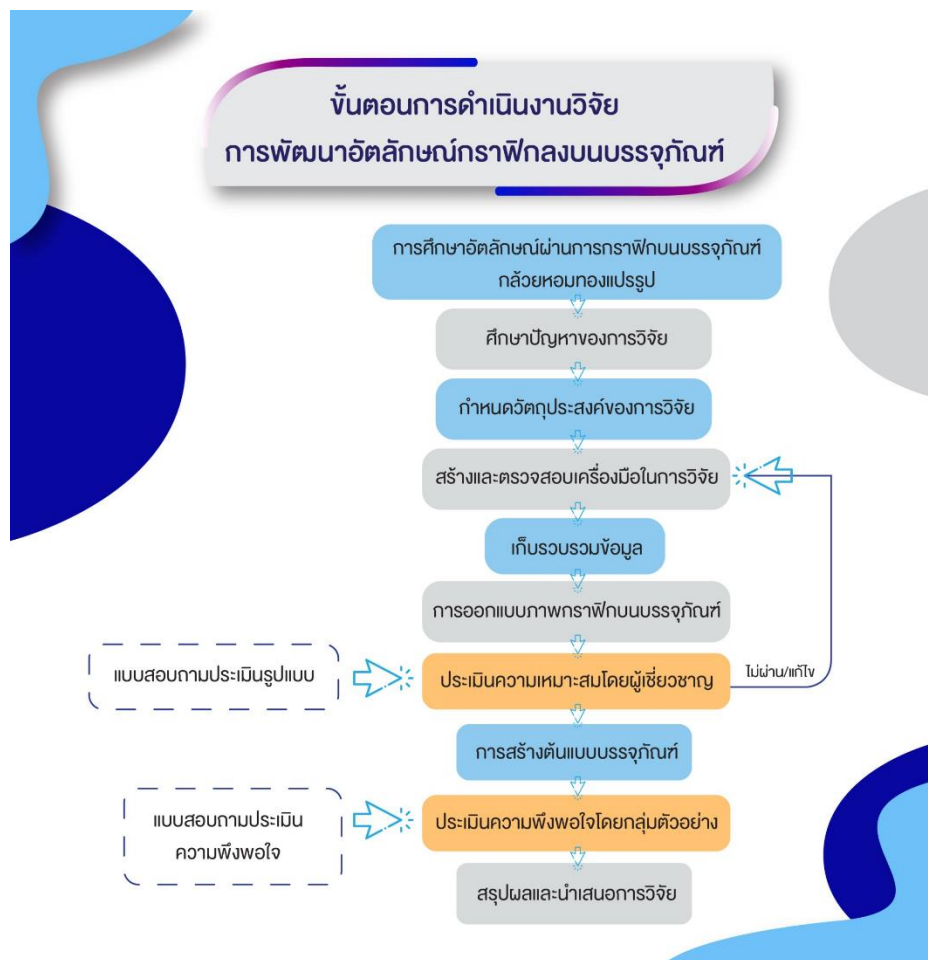 ขั้นตอนการดำเนินงานวิจัย
การพัฒนาอัตลักษณ์กราฟิกลงบนบรรจุภัณฑ์
การศึกษาอัตลักษณ์ผ่านการกราฟิกบนบรรจุภัณฑ์
กล้วยหอมทองแปรรูป
ศึกษาปัญหาของการวิจัย
กำหนดวัตถุประสงค์ของการวิจัย
สร้างและตรวจสอบเครื่องมือในการวิจัย
เก็บรวบรวมข้อมูล
การออกแบบภาพกราฟิกบนบรรจุภัณฑ์
แบบสอบถามประเมินรูปแบบ
ประเมินความเหมาะสมโดยผู้เชี่ยวชาญ
ไม่ผ่าน/แก้ไข
การสร้างต้นแบบบรรจุภัณฑ์
แบบสอบถามประเมิน
ความพึงพอใจ
ประเมินความพึงพอใจโดยกลุ่มตัวอย่าง
สรุปผลและนำเสนอการวิจัย